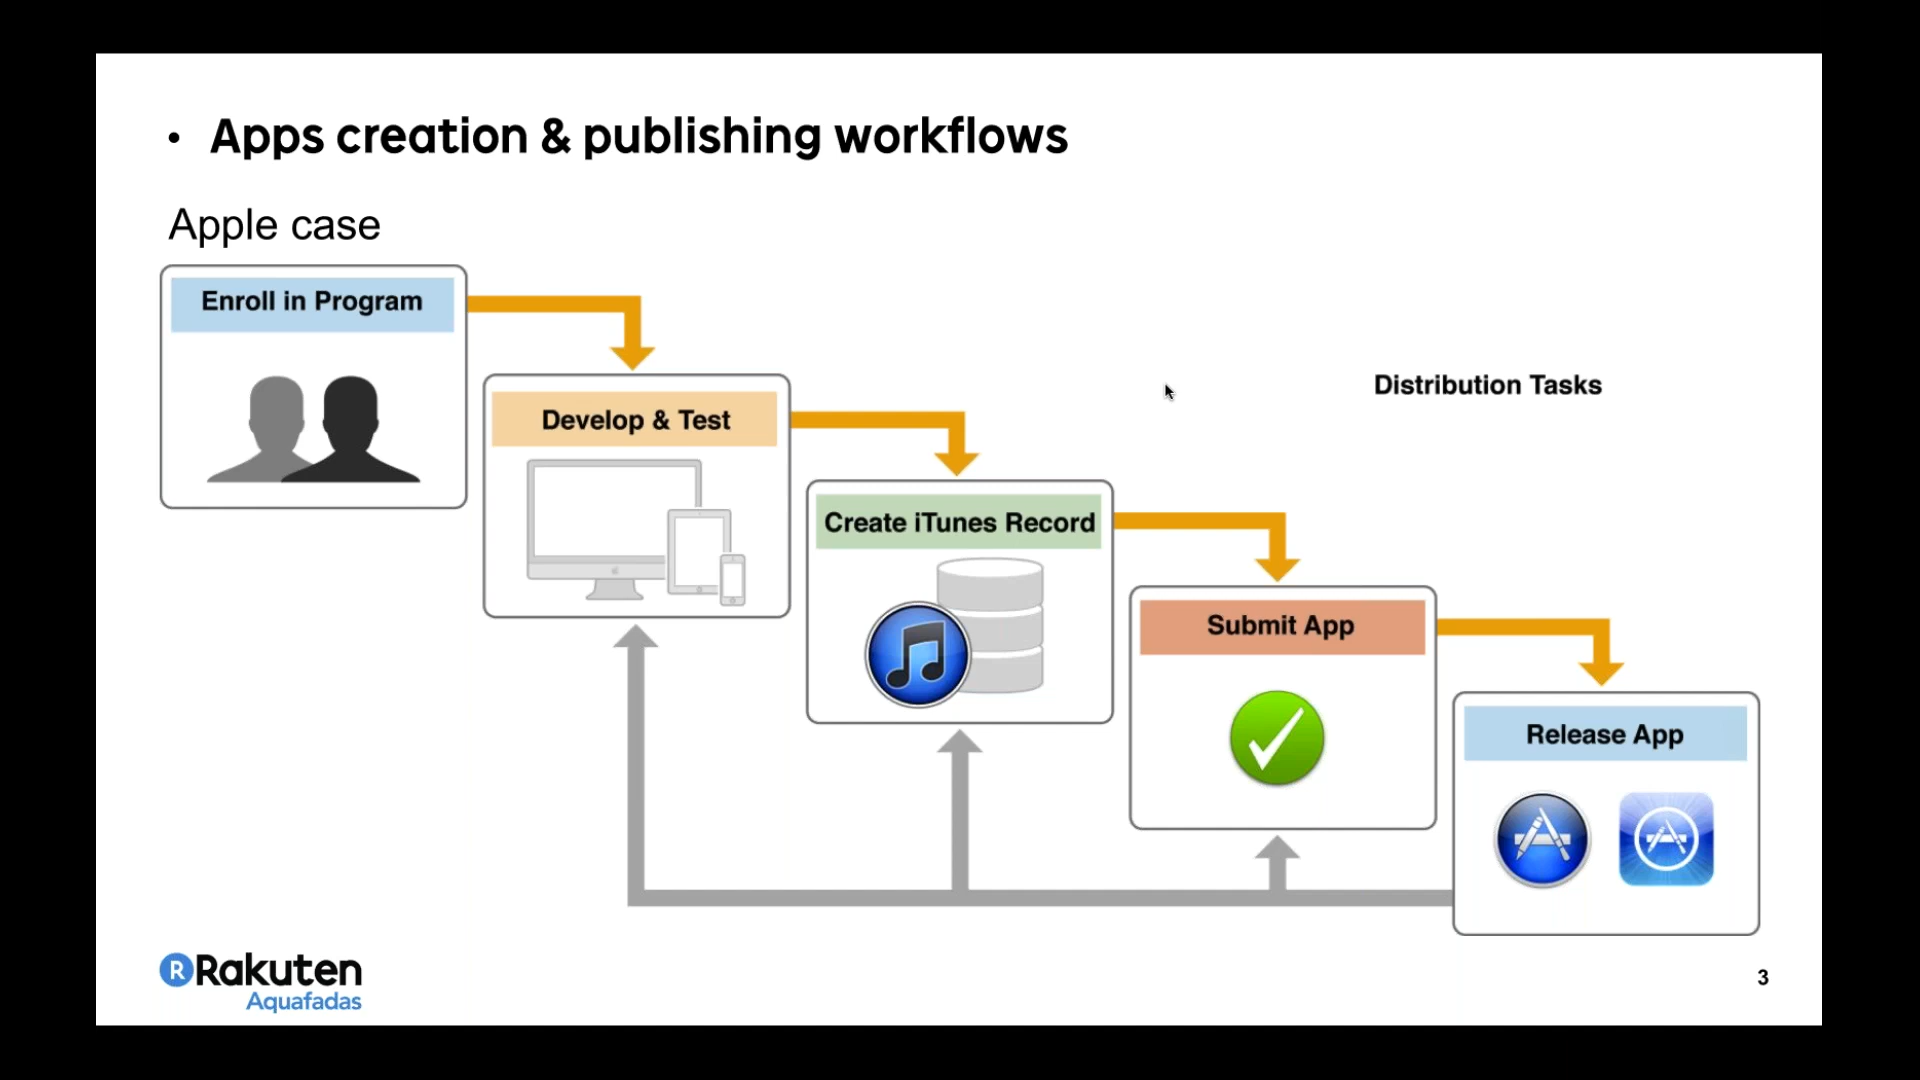 • Apps creation & publishing workflows
Apple case
Enroll in Program
Distribution Tasks
Develop & Test
Create iTunes Record
Submit App
Release App
R Rakuten
Aquafadas
3